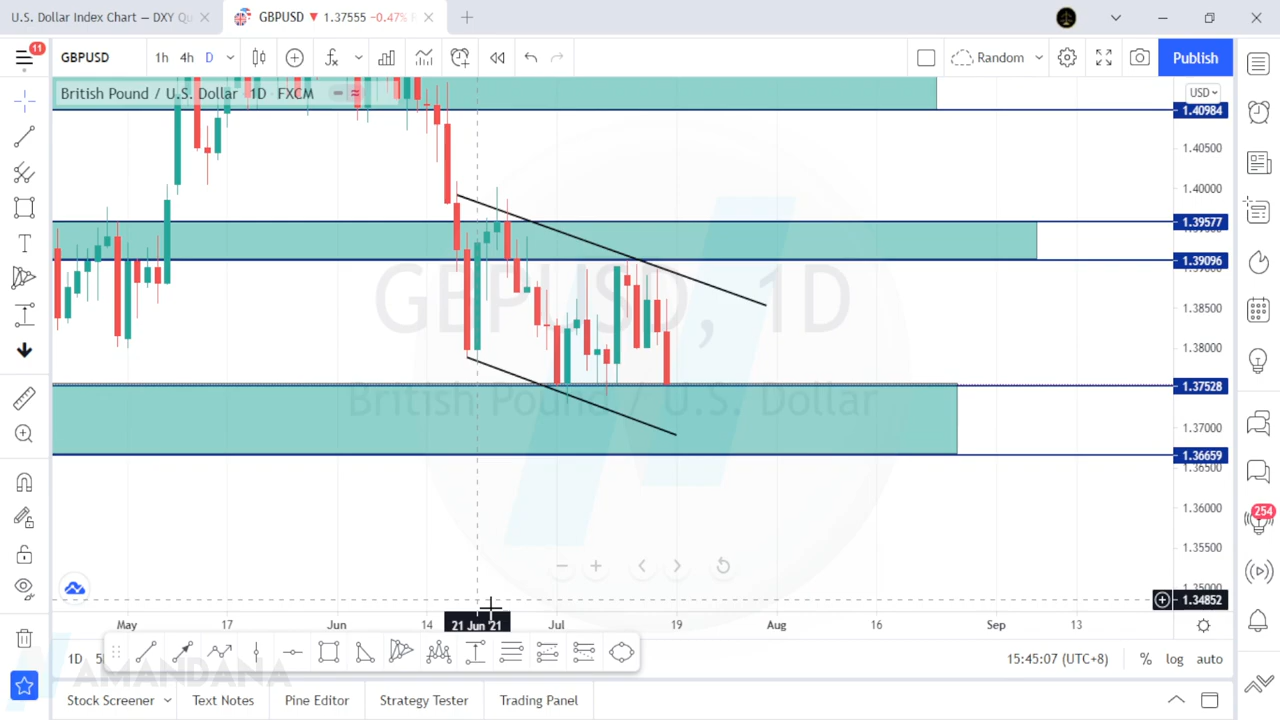 U.S. Dollar Index Chart — DXY Qu
GBPUSD ▼ 1.37555 −0.47%
11
GBPUSD 1h 4h D Random Publish
British Pound / U.S. Dollar 1D FXCM
USD
1.40984
1.40500
1.40000
1.39577
1.39096
GBPUSD, 1D
1.38500
1.38000
1.37528
British Pound / U.S. Dollar
1.37000
1.36659
1.36500
1.36000
254
1.35500
1.34852
May 17 Jun 14 21 Jun '21 Jul 19 Aug 16 Sep 13
1D 15:45:07 (UTC+8) % log auto
AMANDANA
Stock Screener Text Notes Pine Editor Strategy Tester Trading Panel